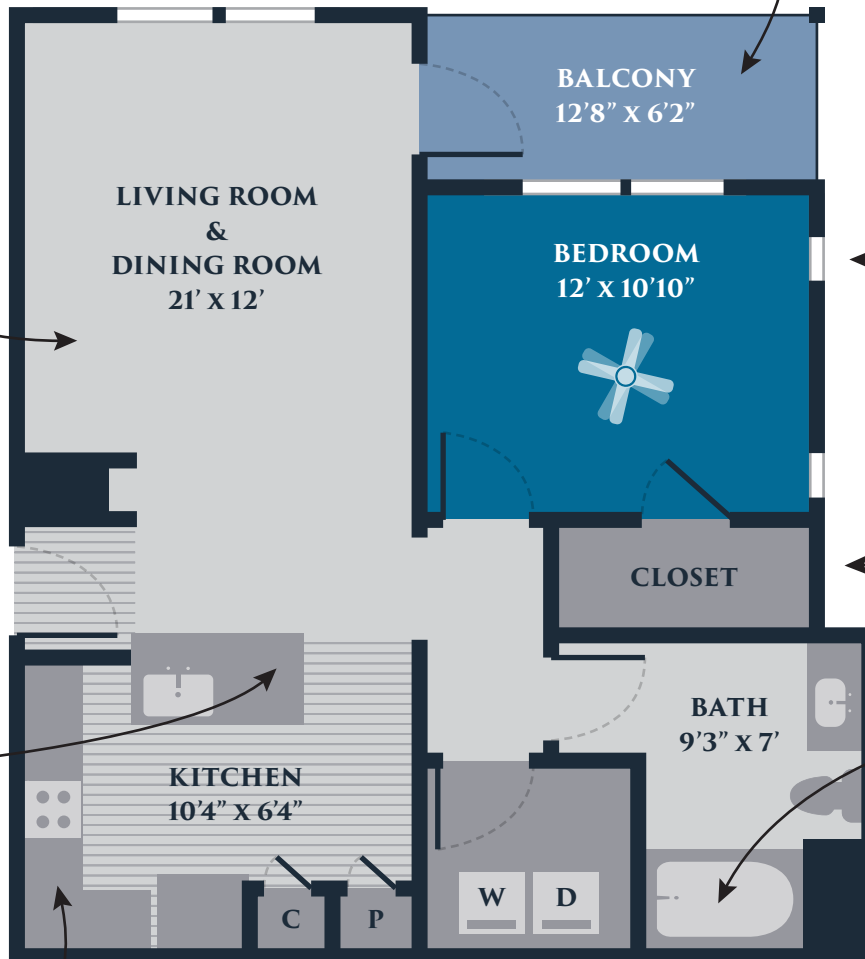 BALCONY
12’8” X 6’2”
LIVING ROOM
&
DINING ROOM
21’ X 12’
BEDROOM
12’ X 10’10”
CLOSET
BATH
9’3” X 7’
KITCHEN
10’4” X 6’4”
W
D
C
P